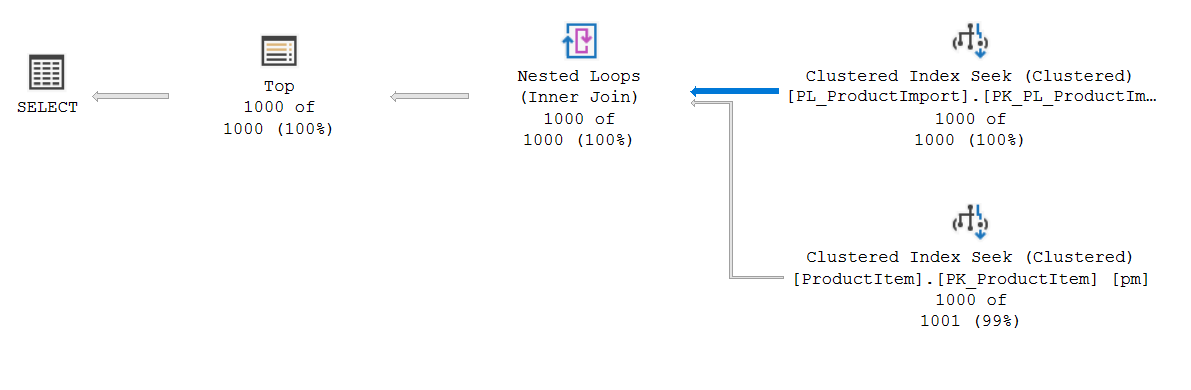 SELECT
Top
1000 of
1000 (100%)
Nested Loops
(Inner Join)
1000 of
1000 (100%)
Clustered Index Seek (Clustered)
[PL_ProductImport].[PK_PL_ProductIm…
1000 of
1000 (100%)
Clustered Index Seek (Clustered)
[ProductItem].[PK_ProductItem] [pm]
1000 of
1001 (99%)